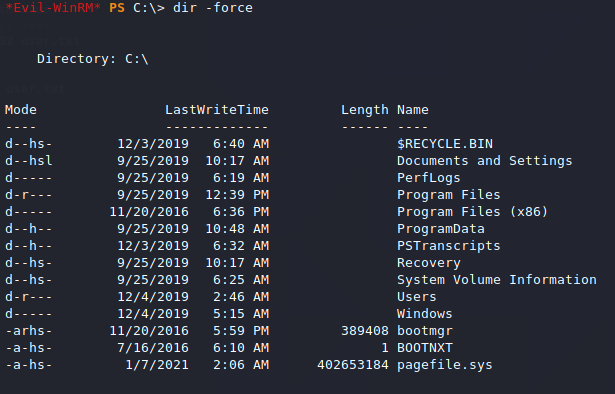 *Evil-WinRM* PS C:\> dir -force
Directory: C:\
Mode LastWriteTime Length Name
---- ------------- ------ ----
d--hs- 12/3/2019 6:40 AM $RECYCLE.BIN
d--hsl 9/25/2019 10:17 AM Documents and Settings
d----- 9/25/2019 6:19 AM PerfLogs
d-r--- 9/25/2019 12:39 PM Program Files
d----- 11/20/2016 6:36 PM Program Files (x86)
d--h-- 9/25/2019 10:48 AM ProgramData
d--h-- 12/3/2019 6:32 AM PSTranscripts
d--hs- 9/25/2019 10:17 AM Recovery
d--hs- 9/25/2019 6:25 AM System Volume Information
d-r--- 12/4/2019 2:46 AM Users
d----- 12/4/2019 5:15 AM Windows
-arhs- 11/20/2016 5:59 PM 389408 bootmgr
-a-hs- 7/16/2016 6:10 AM 1 BOOTNXT
-a-hs- 1/7/2021 2:06 AM 402653184 pagefile.sys